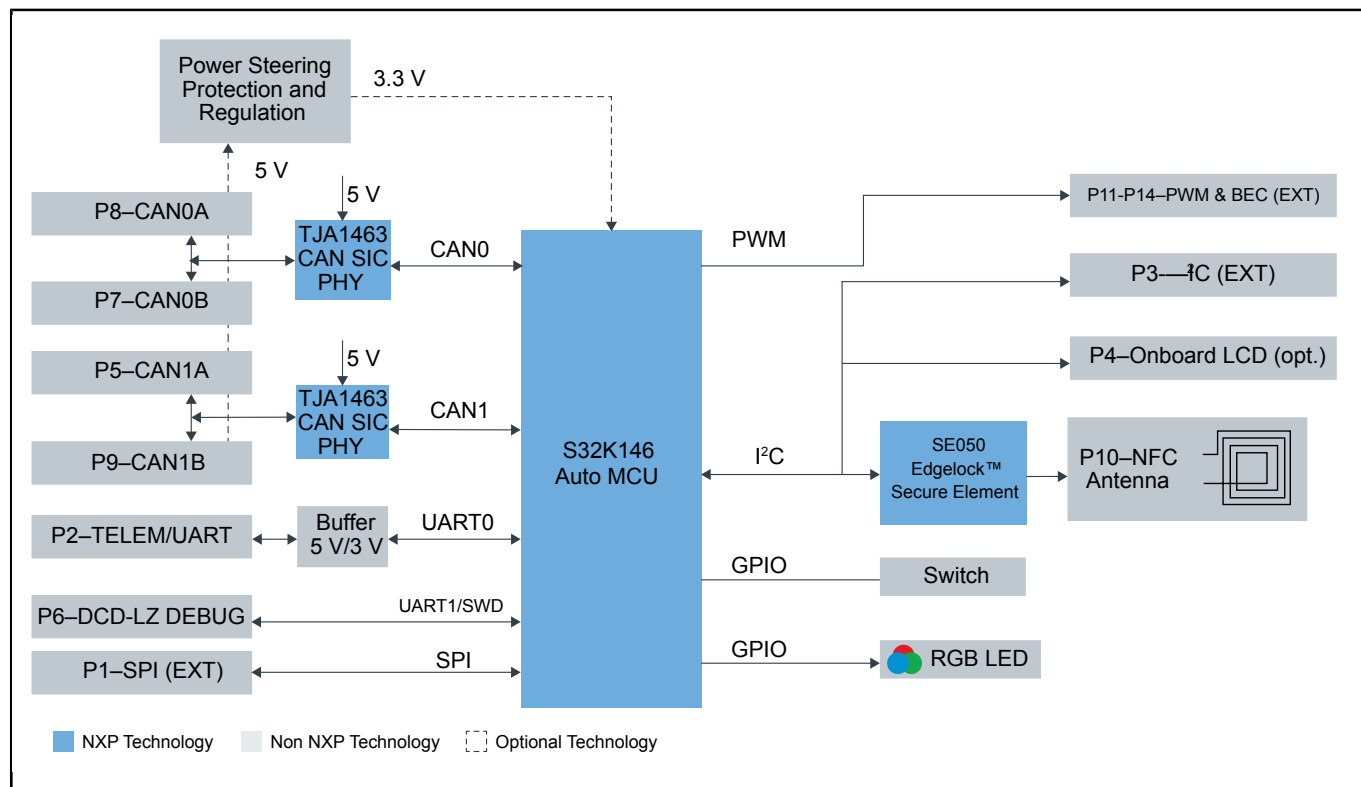 Power Steering
Protection and
Regulation
3.3 V
5 V
P8–CAN0A
P7–CAN0B
5 V
TJA1463
CAN SIC
PHY
CAN0
P5–CAN1A
P9–CAN1B
5 V
TJA1463
CAN SIC
PHY
CAN1
P2–TELEM/UART
Buffer
5 V/3 V
UART0
P6–DCD-LZ DEBUG
UART1/SWD
P1–SPI (EXT)
SPI
S32K146
Auto MCU
PWM
P11-P14–PWM & BEC (EXT)
P3-—I²C (EXT)
P4–Onboard LCD (opt.)
I²C
SE050
Edgelock™
Secure Element
P10–NFC
Antenna
GPIO
Switch
GPIO
RGB LED
NXP Technology
Non NXP Technology
Optional Technology